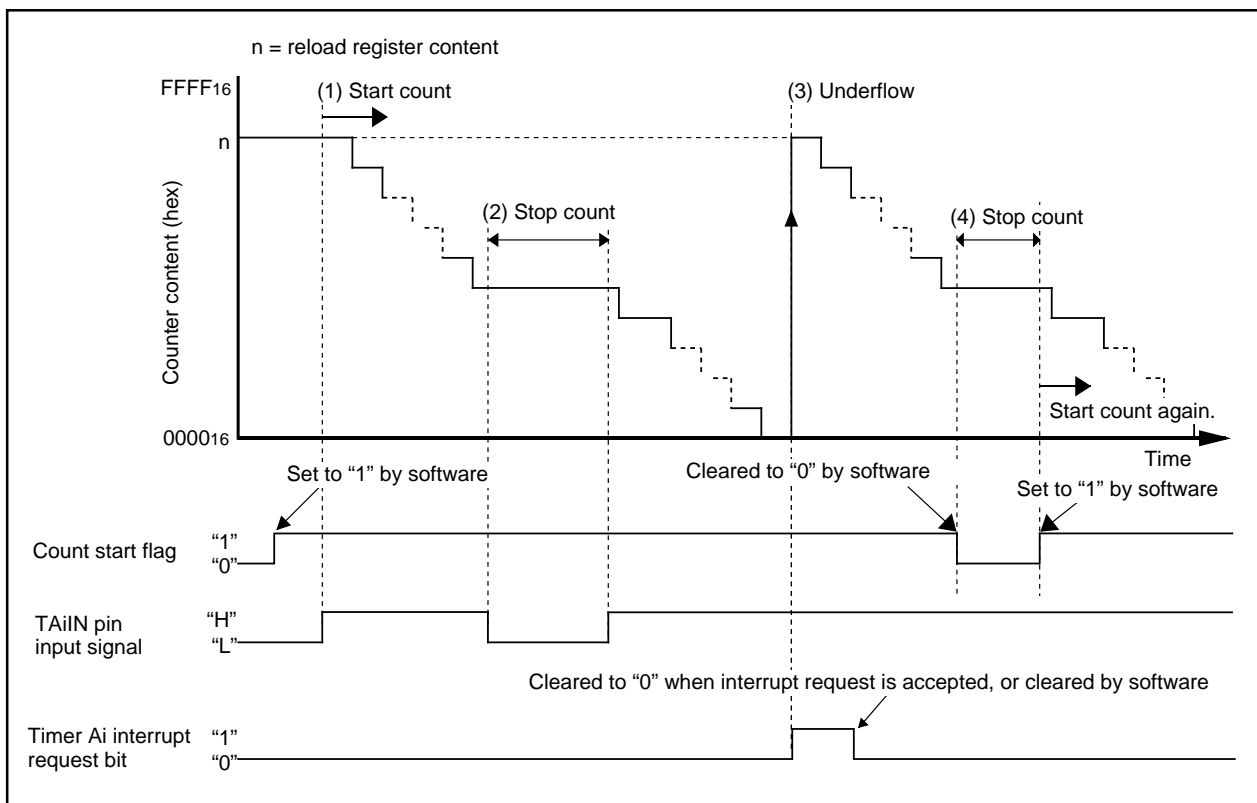 n = reload register content
FFFF16
(1) Start count
(3) Underflow
n
(2) Stop count
(4) Stop count
Counter content (hex)
Start count again.
000016
Time
Set to “1” by software
Cleared to “0” by software
Set to “1” by software
Count start flag
“1”
“0”
TAiIN pin
input signal
“H”
“L”
Cleared to “0” when interrupt request is accepted, or cleared by software
Timer Ai interrupt
request bit
“1”
“0”